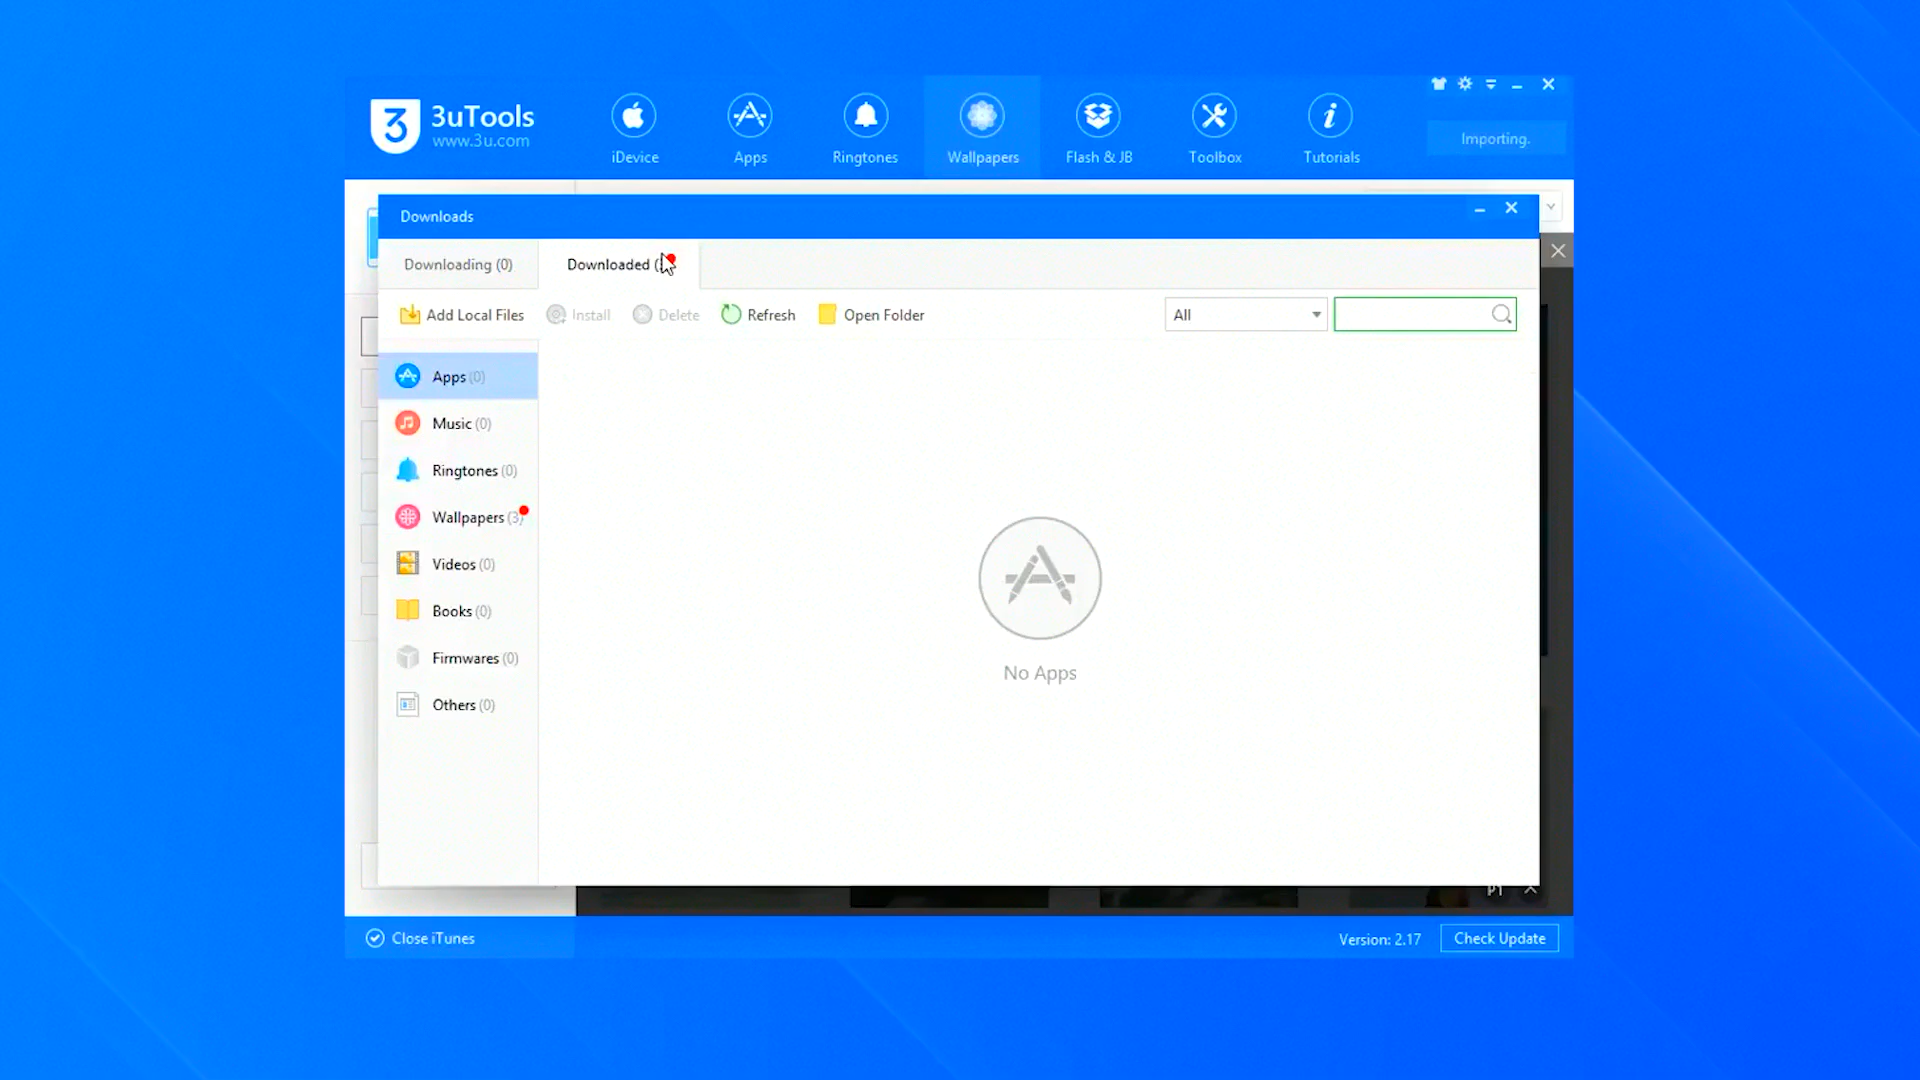 3uTools
www.3u.com
iDevice
Apps
Ringtones
Wallpapers
Flash & JB
Toolbox
Tutorials
Importing.
Downloads
Downloading (0)
Downloaded (
Add Local Files
Install
Delete
Refresh
Open Folder
All
Apps (0)
Music (0)
Ringtones (0)
Wallpapers (3)
Videos (0)
Books (0)
Firmwares (0)
Others (0)
No Apps
Close iTunes
Version: 2.17
Check Update